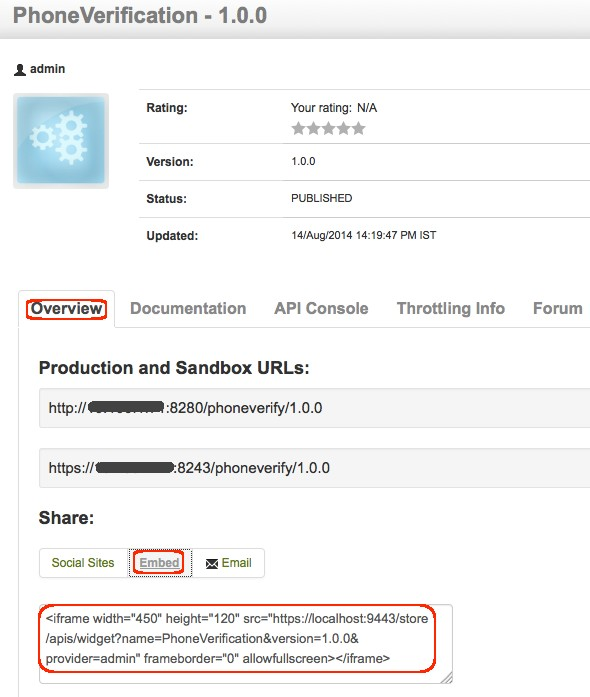 PhoneVerification - 1.0.0
admin
Rating: Your rating: N/A
Version: 1.0.0
Status: PUBLISHED
Updated: 14/Aug/2014 14:19:47 PM IST
Overview Documentation API Console Throttling Info Forum
Production and Sandbox URLs:
http:// :8280/phoneverify/1.0.0
https:// :8243/phoneverify/1.0.0
Share:
Social Sites Embed Email
<iframe width="450" height="120" src="https://localhost:9443/store
/apis/widget?name=PhoneVerification&version=1.0.0&
provider=admin" frameborder="0" allowfullscreen></iframe>